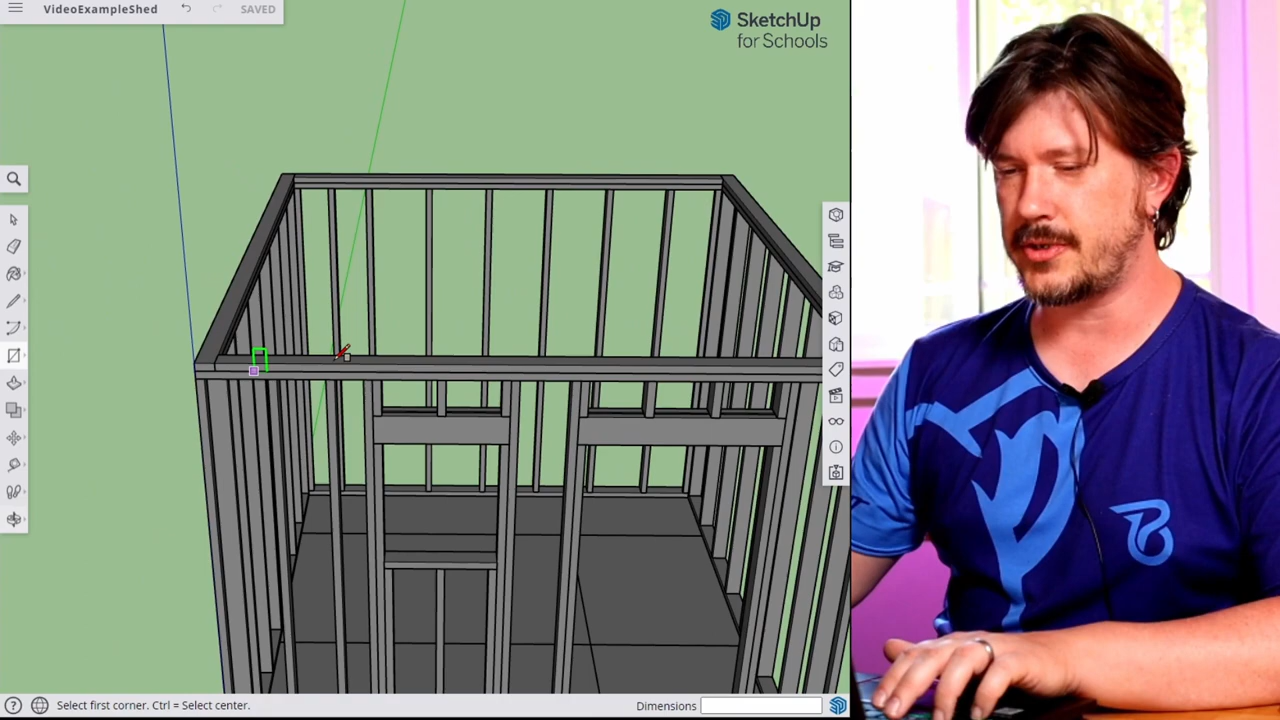 VideoExampleShed
SAVED
SketchUp
for Schools
Select first corner. Ctrl = Select center.
Dimensions